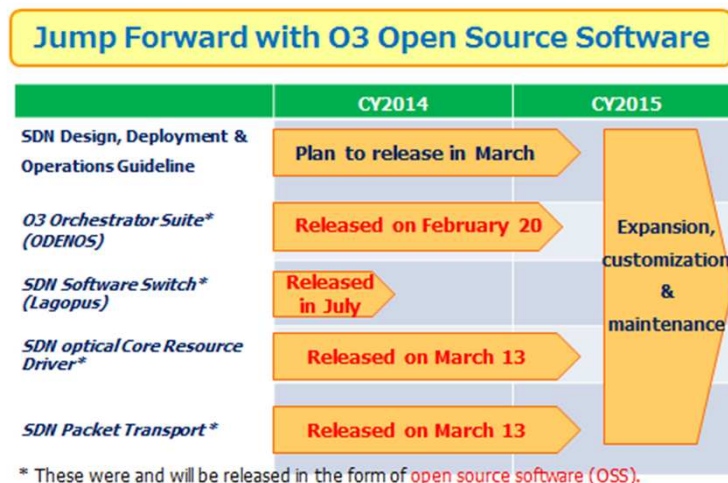 Jump Forward with O3 Open Source Software
CY2014
CY2015
SDN Design, Deployment &
Operations Guideline
Plan to release in March
O3 Orchestrator Suite*
(ODENOS)
Released on February 20
SDN Software Switch*
(Lagopus)
Released
in July
SDN optical Core Resource
Driver*
Released on March 13
SDN Packet Transport*
Released on March 13
Expansion,
customization
&
maintenance
* These were and will be released in the form of open source software (OSS).